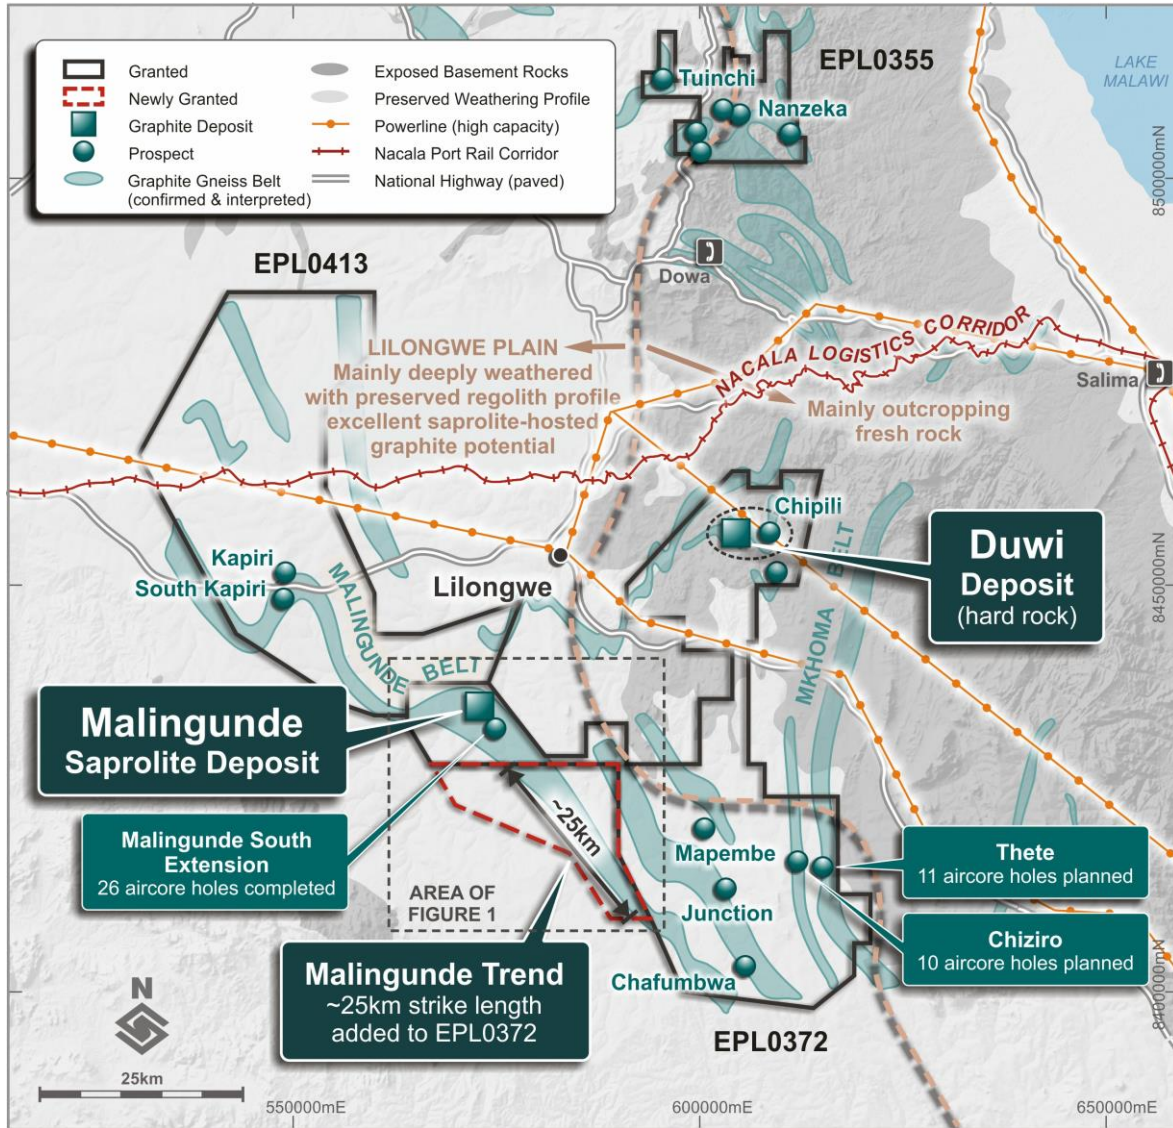 Granted
Newly Granted
Graphite Deposit
Prospect
Graphite Gneiss Belt
(confirmed & interpreted)
Exposed Basement Rocks
Preserved Weathering Profile
Powerline (high capacity)
Nacala Port Rail Corridor
National Highway (paved)
EPL0355
LAKE
MALAWI
Tuinchi
Nanzeka
8500000mN
EPL0413
Dowa
LILONGWE PLAIN
Mainly deeply weathered
with preserved regolith profile
excellent saprolite-hosted
graphite potential
NACALA LOGISTICS CORRIDOR
Salima
Mainly outcropping
fresh rock
Chipili
Duwi
Deposit
(hard rock)
Kapiri
South Kapiri
Lilongwe
8450000mN
MALINGUNDE BELT
MKHOMA BELT
Malingunde
Saprolite Deposit
~25km
Malingunde South
Extension
26 aircore holes completed
Mapembe
Thete
11 aircore holes planned
AREA OF
FIGURE 1
Junction
Chiziro
10 aircore holes planned
Malingunde Trend
~25km strike length
added to EPL0372
Chafumbwa
8400000mN
N
EPL0372
25km
550000mE
600000mE
650000mE